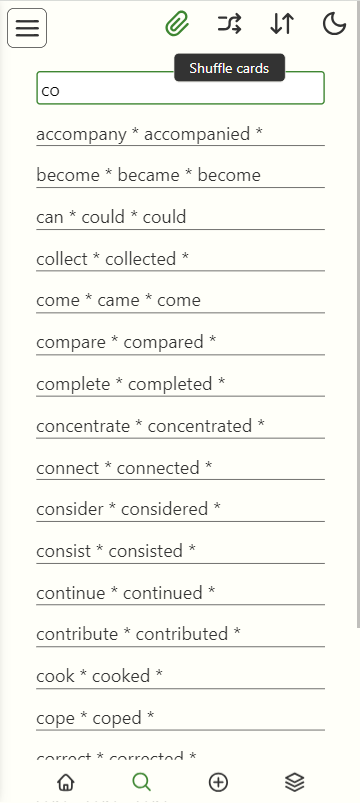 Shuffle cards
co
accompany * accompanied *
become * became * become
can * could * could
collect * collected *
come * came * come
compare * compared *
complete * completed *
concentrate * concentrated *
connect * connected *
consider * considered *
consist * consisted *
continue * continued *
contribute * contributed *
cook * cooked *
cope * coped *
correct * corrected *